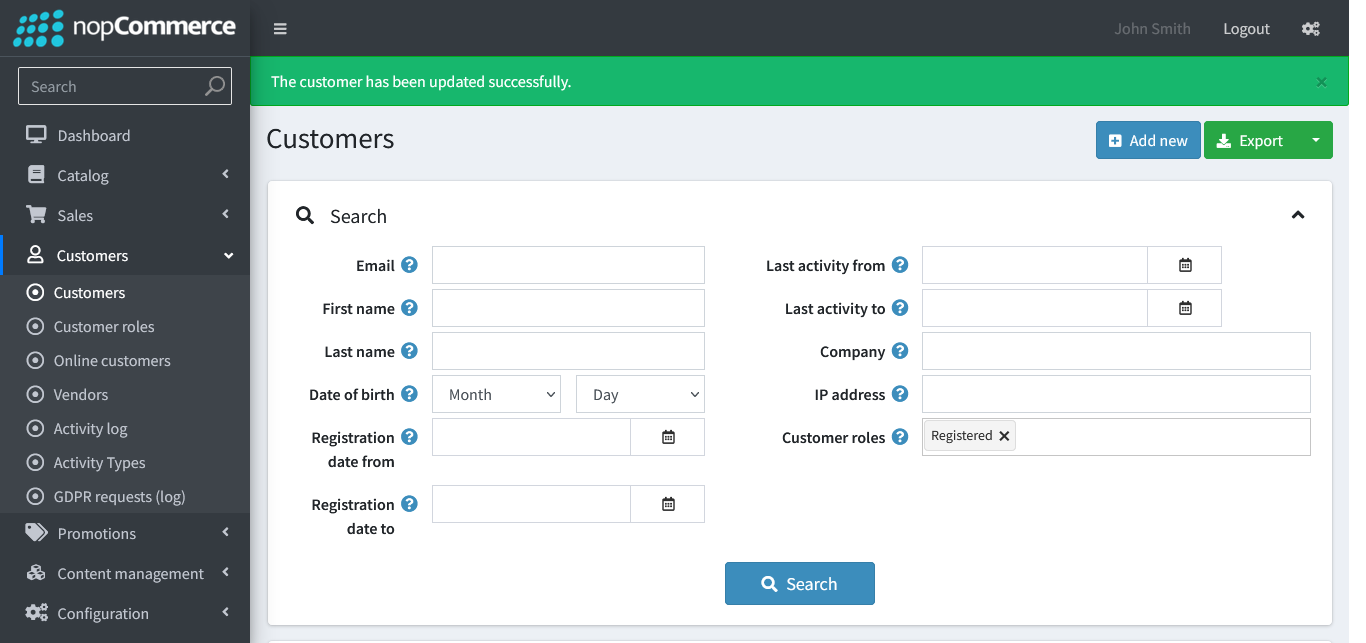 nopCommerce
John Smith
Logout
Search
The customer has been updated successfully.
Dashboard
Catalog
Sales
Customers
Customers
Customer roles
Online customers
Vendors
Activity log
Activity Types
GDPR requests (log)
Promotions
Content management
Configuration
Customers
Add new
Export
Search
Email
First name
Last name
Date of birth
Month
Day
Registration
date from
Registration
date to
Last activity from
Last activity to
Company
IP address
Customer roles
Registered
Search